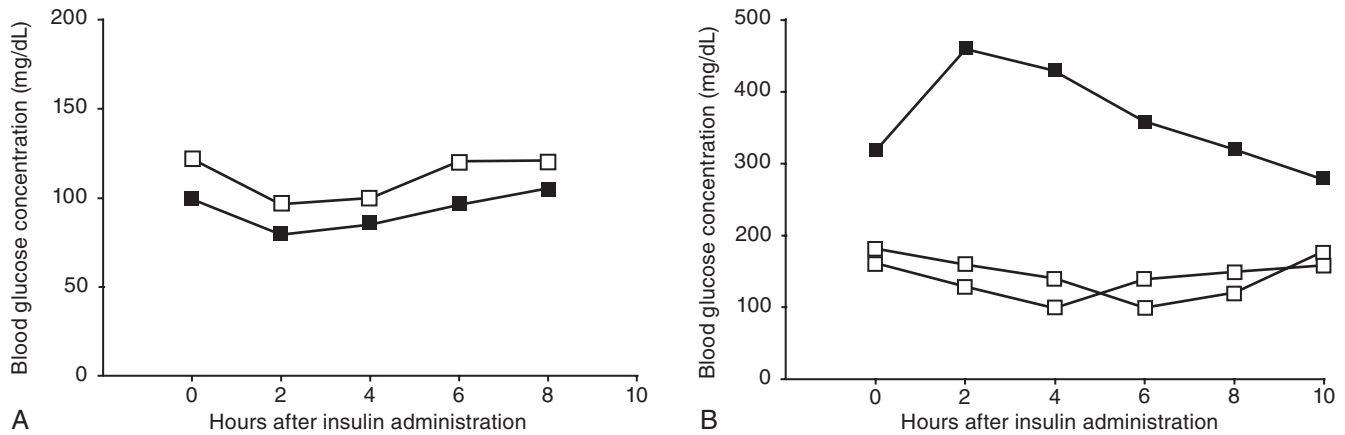 Blood glucose concentration (mg/dL)
200
150
100
50
0
0 2 4 6 8 10
Hours after insulin administration
A
Blood glucose concentration (mg/dL)
500
400
300
200
100
0
0 2 4 6 8 10
Hours after insulin administration
B